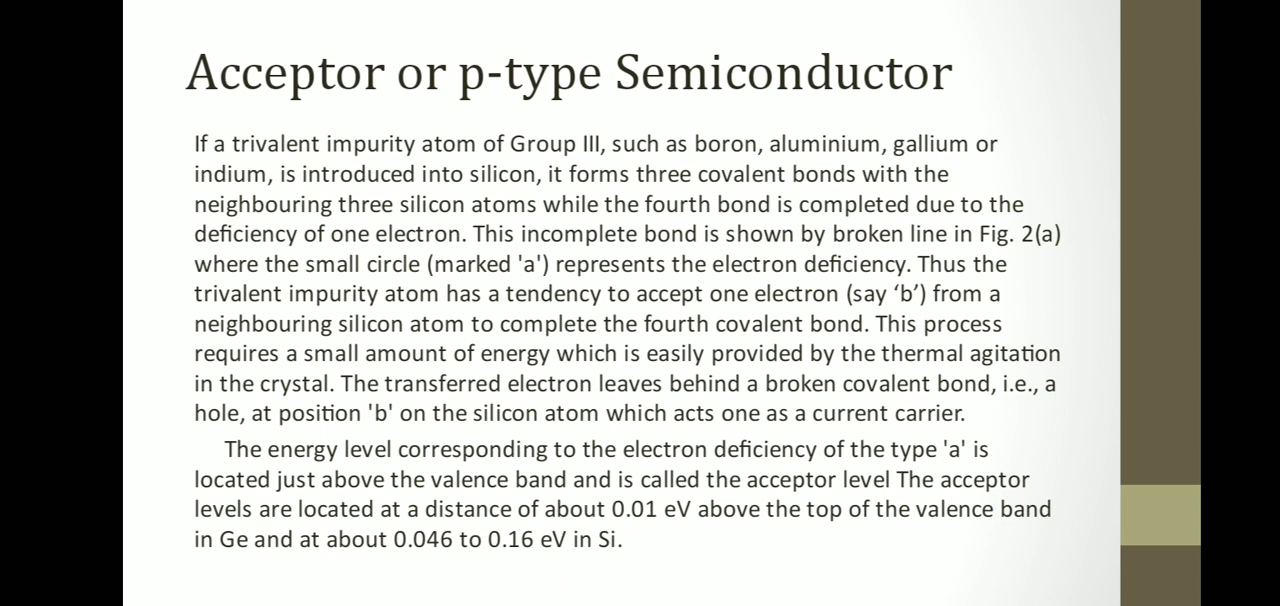 Acceptor or p-type Semiconductor
If a trivalent impurity atom of Group III, such as boron, aluminium, gallium or
indium, is introduced into silicon, it forms three covalent bonds with the
neighbouring three silicon atoms while the fourth bond is completed due to the
deficiency of one electron. This incomplete bond is shown by broken line in Fig. 2(a)
where the small circle (marked 'a') represents the electron deficiency. Thus the
trivalent impurity atom has a tendency to accept one electron (say ‘b’) from a
neighbouring silicon atom to complete the fourth covalent bond. This process
requires a small amount of energy which is easily provided by the thermal agitation
in the crystal. The transferred electron leaves behind a broken covalent bond, i.e., a
hole, at position 'b' on the silicon atom which acts one as a current carrier.
The energy level corresponding to the electron deficiency of the type 'a' is
located just above the valence band and is called the acceptor level The acceptor
levels are located at a distance of about 0.01 eV above the top of the valence band
in Ge and at about 0.046 to 0.16 eV in Si.